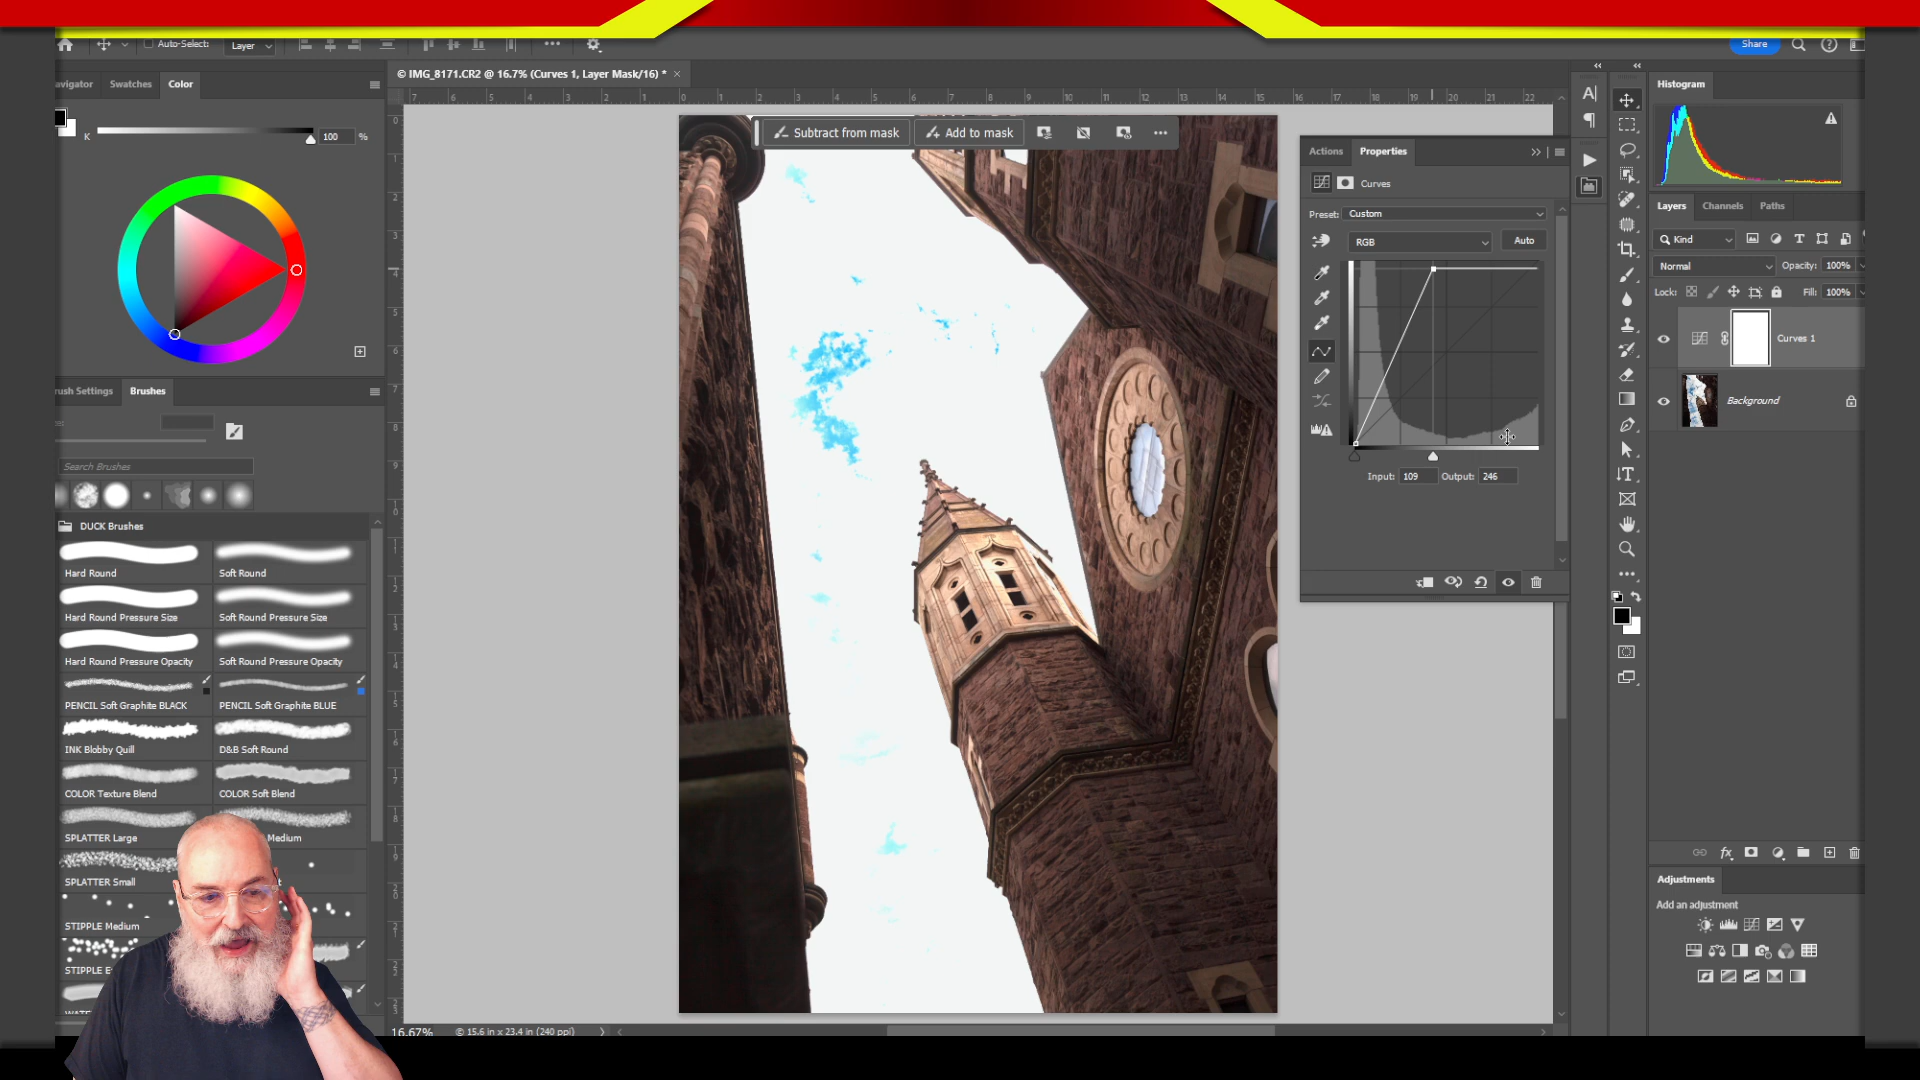 Auto-Select:
Layer
Share
avigator
Swatches
Color
© IMG_8171.CR2 @ 16.7% (Curves 1, Layer Mask/16) *
K
100
%
Subtract from mask
Add to mask
Actions
Properties
Curves
Preset:
Custom
RGB
Auto
Input:
109
Output:
246
Histogram
Layers
Channels
Paths
Kind
Normal
Opacity:
100%
Lock:
Fill:
100%
Curves 1
Background
rush Settings
Brushes
Search Brushes
DUCK Brushes
Hard Round
Soft Round
Hard Round Pressure Size
Soft Round Pressure Size
Hard Round Pressure Opacity
Soft Round Pressure Opacity
PENCIL Soft Graphite BLACK
PENCIL Soft Graphite BLUE
INK Blobby Quill
D&B Soft Round
COLOR Texture Blend
COLOR Soft Blend
SPLATTER Large
Medium
SPLATTER Small
STIPPLE Medium
STIPPLE E
Adjustments
Add an adjustment
16.67%
© 15.6 in x 23.4 in (240 ppi)